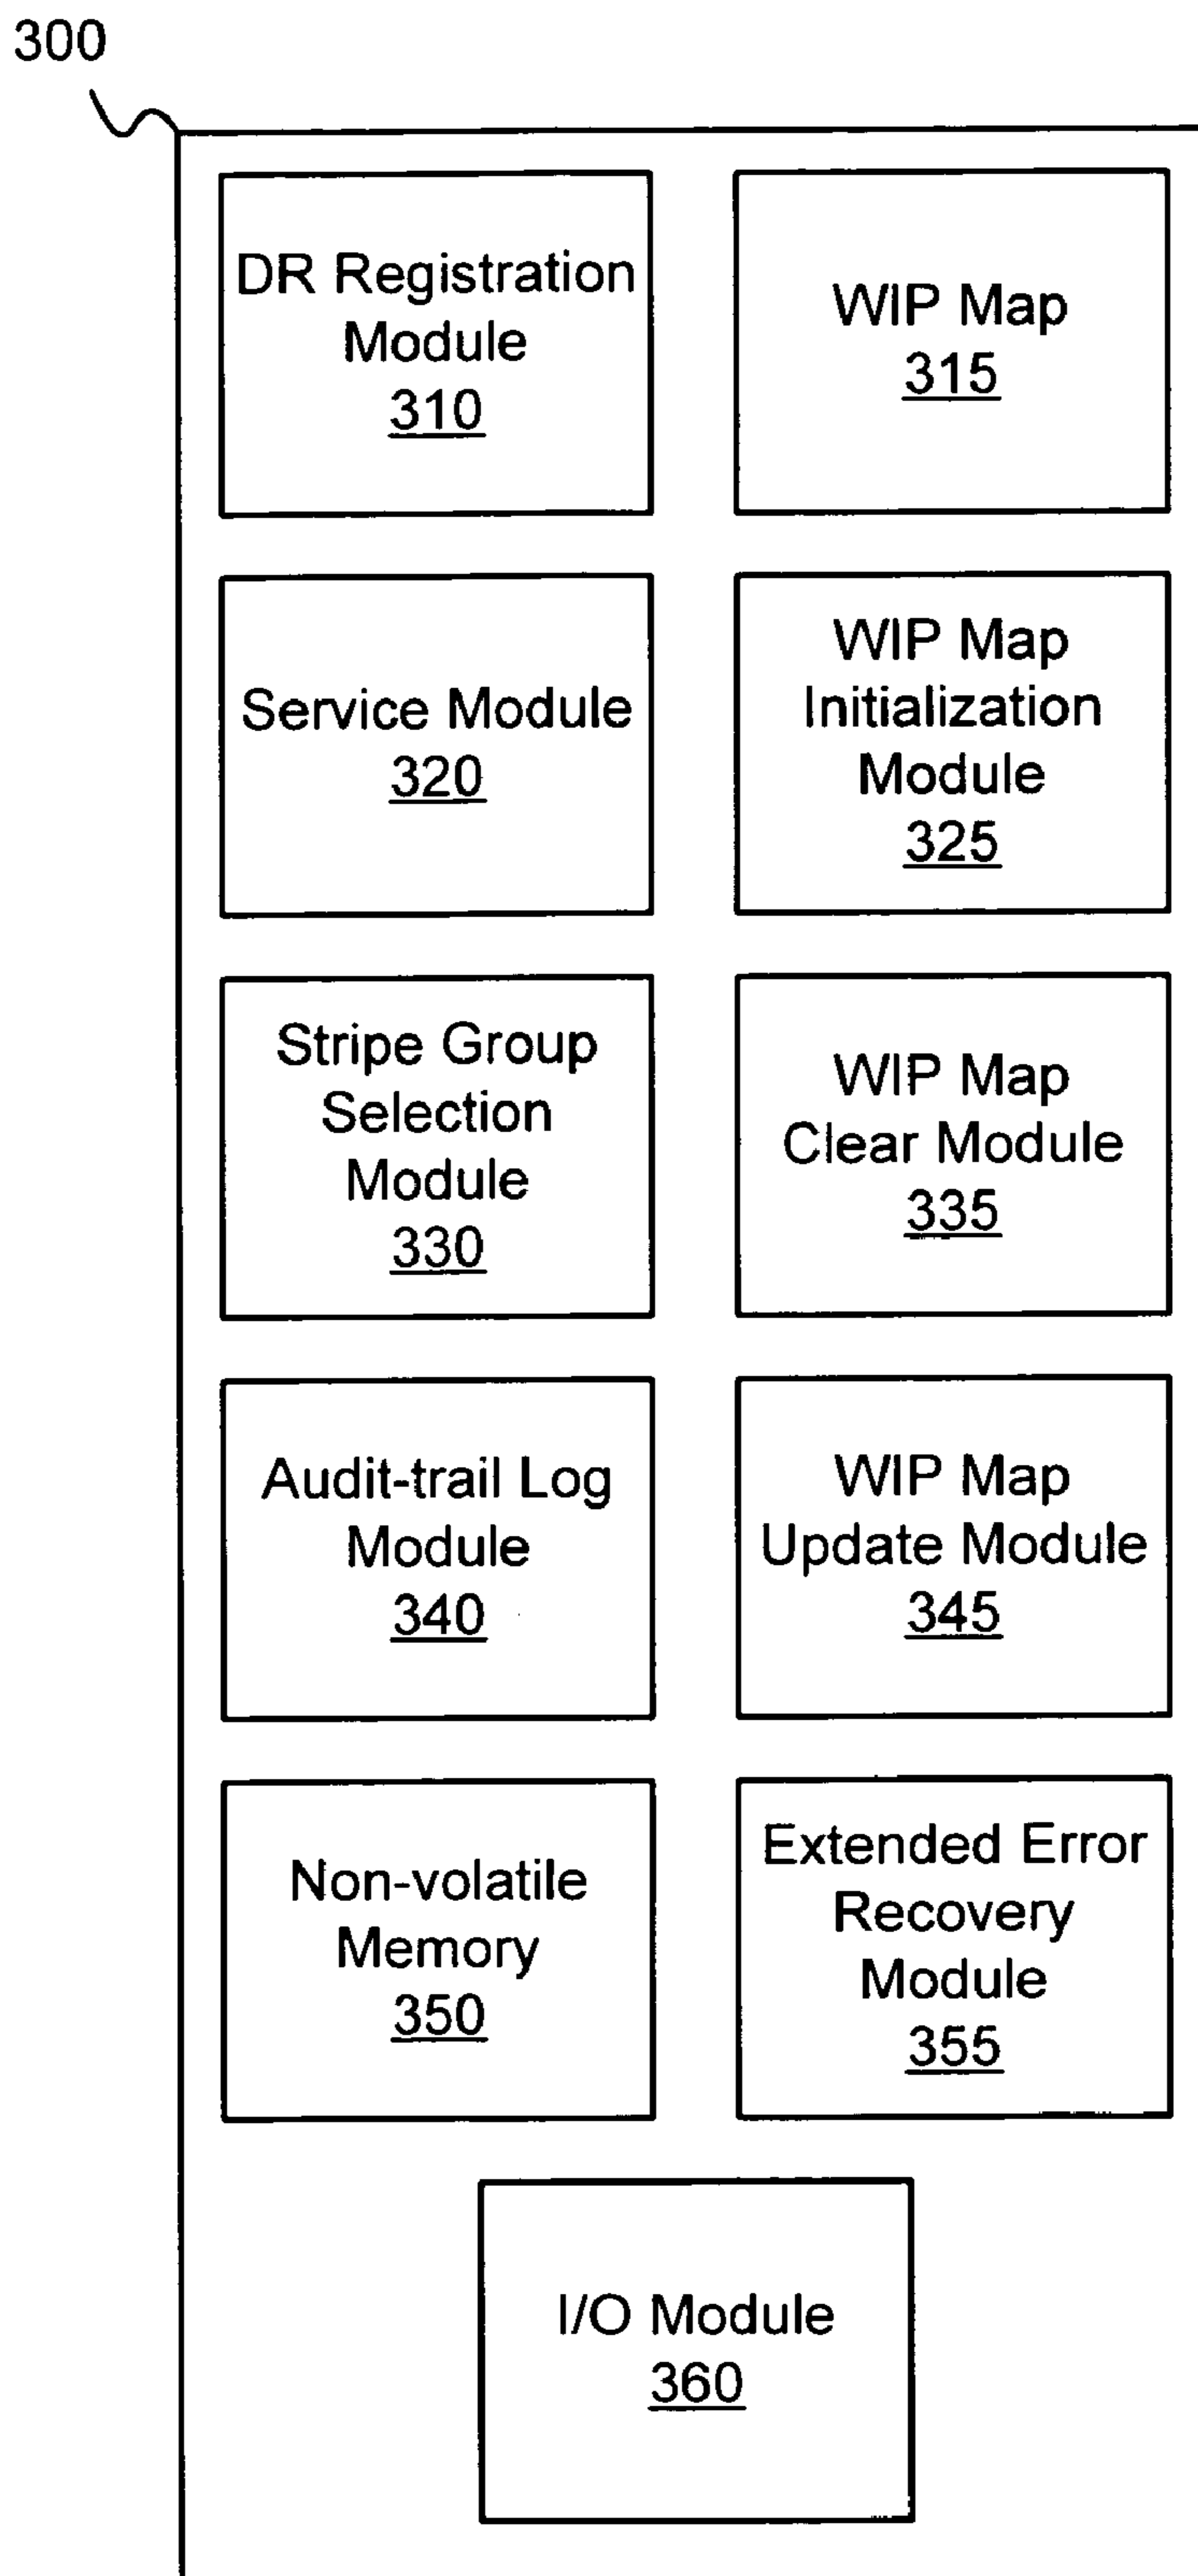 300
DR Registration
Module
310
WIP Map
315
Service Module
320
WIP Map
Initialization
Module
325
Stripe Group
Selection
Module
330
WIP Map
Clear Module
335
Audit-trail Log
Module
340
WIP Map
Update Module
345
Non-volatile
Memory
350
Extended Error
Recovery
Module
355
I/O Module
360